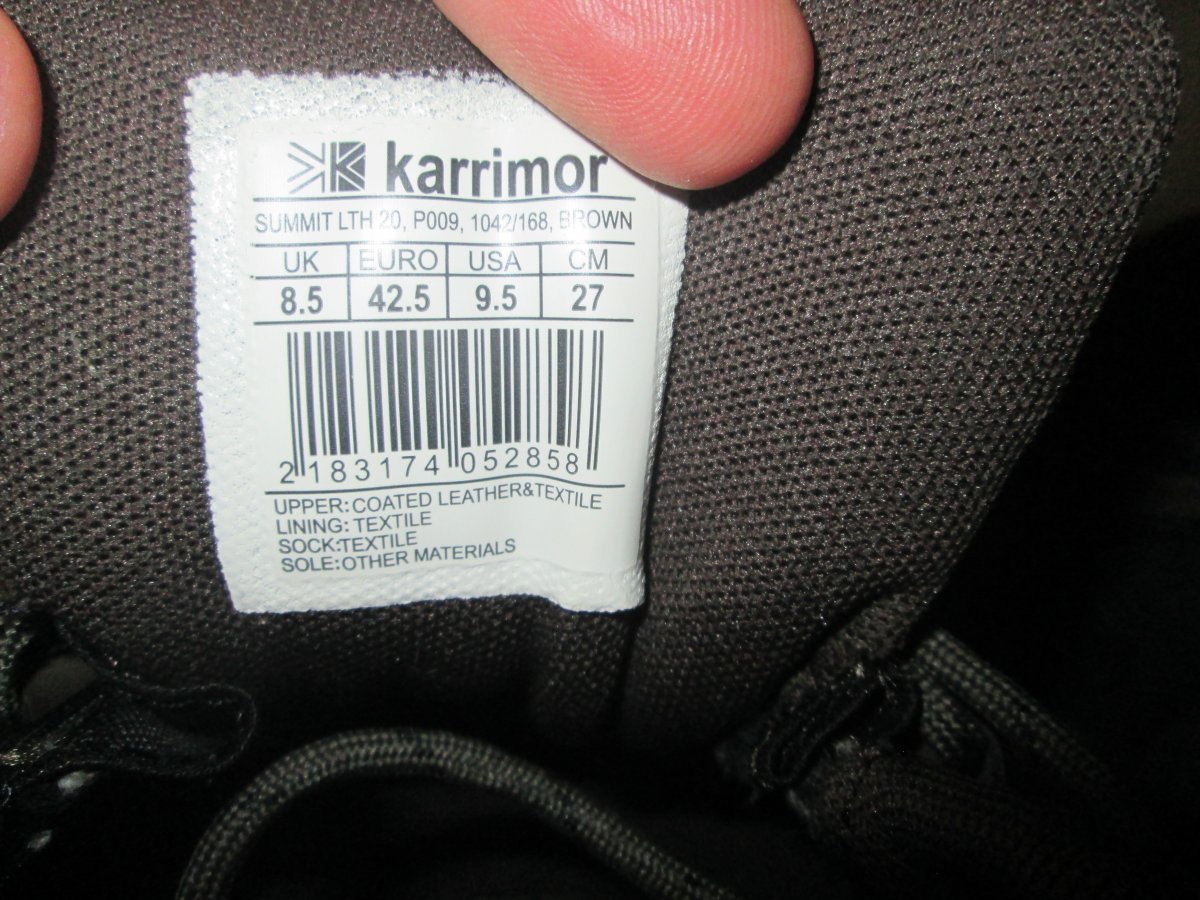 karrimor
SUMMIT LTH 20, P009, 1042/168, BROWN
UK EURO USA CM
8.5 42.5 9.5 27
2 183174 052858
UPPER:COATED LEATHER&TEXTILE
LINING: TEXTILE
SOCK:TEXTILE
SOLE:OTHER MATERIALS